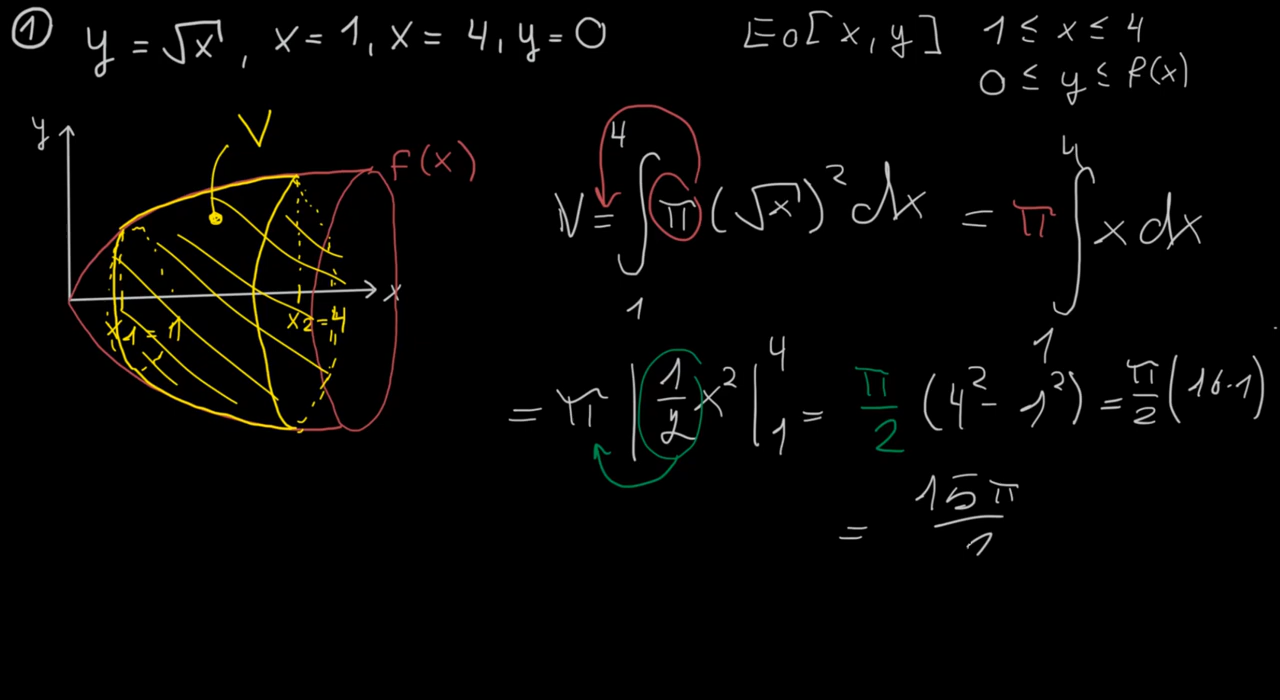 ① y = √x, x = 1, x = 4, y = 0
Eo[x, y] 1 ≤ x ≤ 4
0 ≤ y ≤ f(x)
y
V
f(x)
x
x1 = 1
x2 = 4
V = ∫₁⁴ π (√x)² dx = π ∫₁⁴ x dx
= π | 1/2 x² |₁⁴ = π/2 (4² - 1²) = π/2 (16-1)
= 15π/2